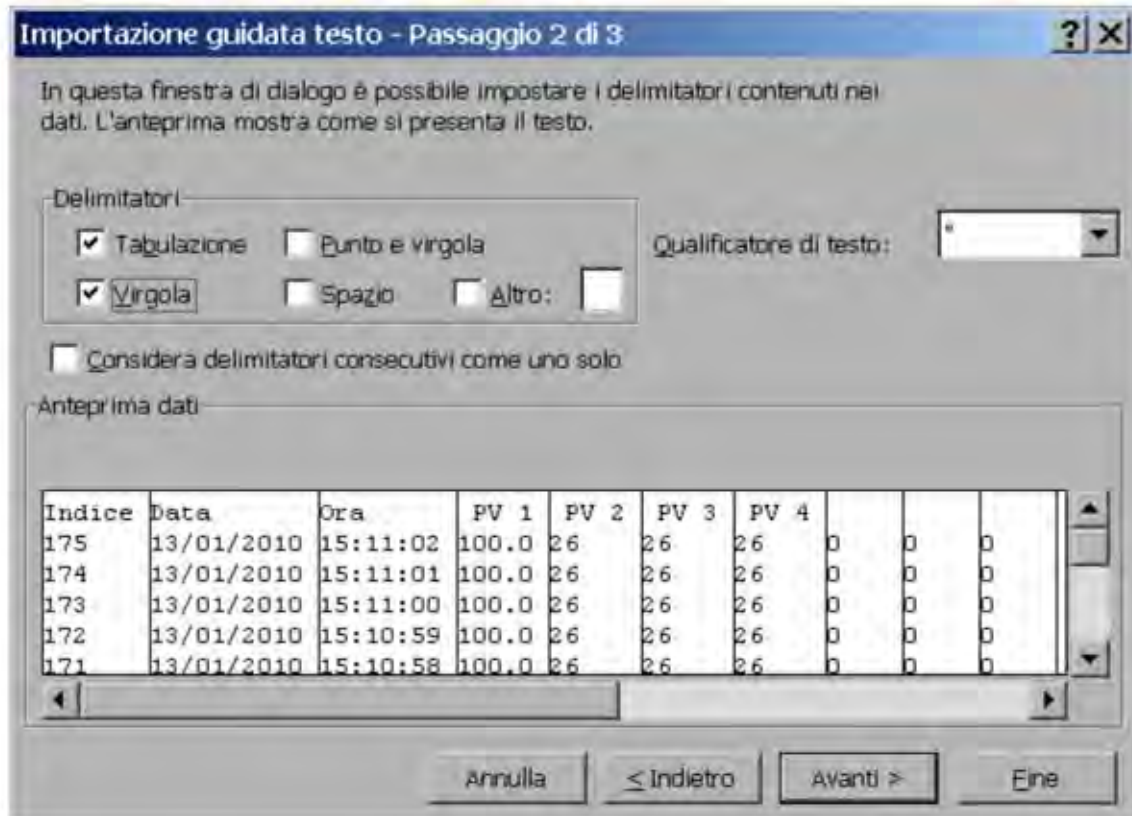 Importazione guidata testo - Passaggio 2 di 3
In questa finestra di dialogo è possibile impostare i delimitatori contenuti nei
dati. L'anteprima mostra come si presenta il testo.
Delimitatori
Tabulazione Punto e virgola
Qualificatore di testo: "
Virgola Spazio Altro:
Considera delimitatori consecutivi come uno solo
Anteprima dati
Indice Data Ora PV 1 PV 2 PV 3 PV 4
175 13/01/2010 15:11:02 100.0 26 26 26 0 0 0
174 13/01/2010 15:11:01 100.0 26 26 26 0 0 0
173 13/01/2010 15:11:00 100.0 26 26 26 0 0 0
172 13/01/2010 15:10:59 100.0 26 26 26 0 0 0
171 13/01/2010 15:10:58 100.0 26 26 26 0 0 0
Annulla < Indietro Avanti > Fine